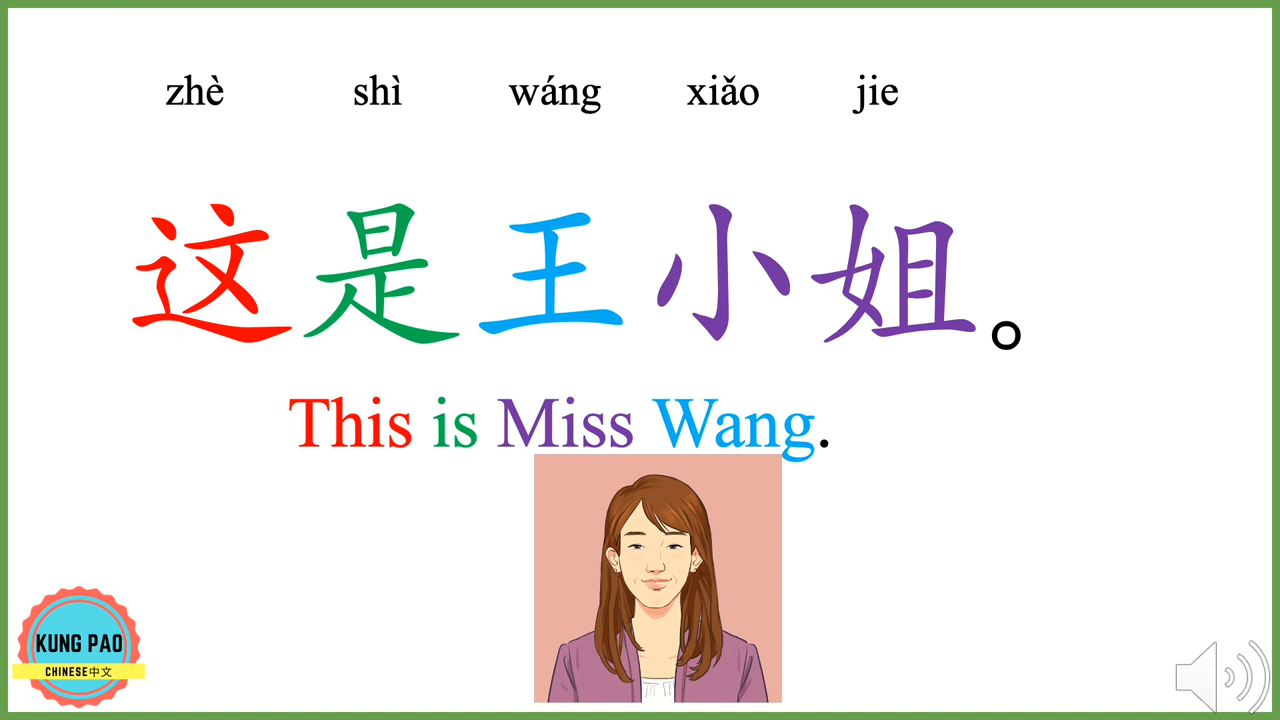 zhè shì wáng xiǎo jie
这是王小姐。
This is Miss Wang.
KUNG PAO
CHINESE中文